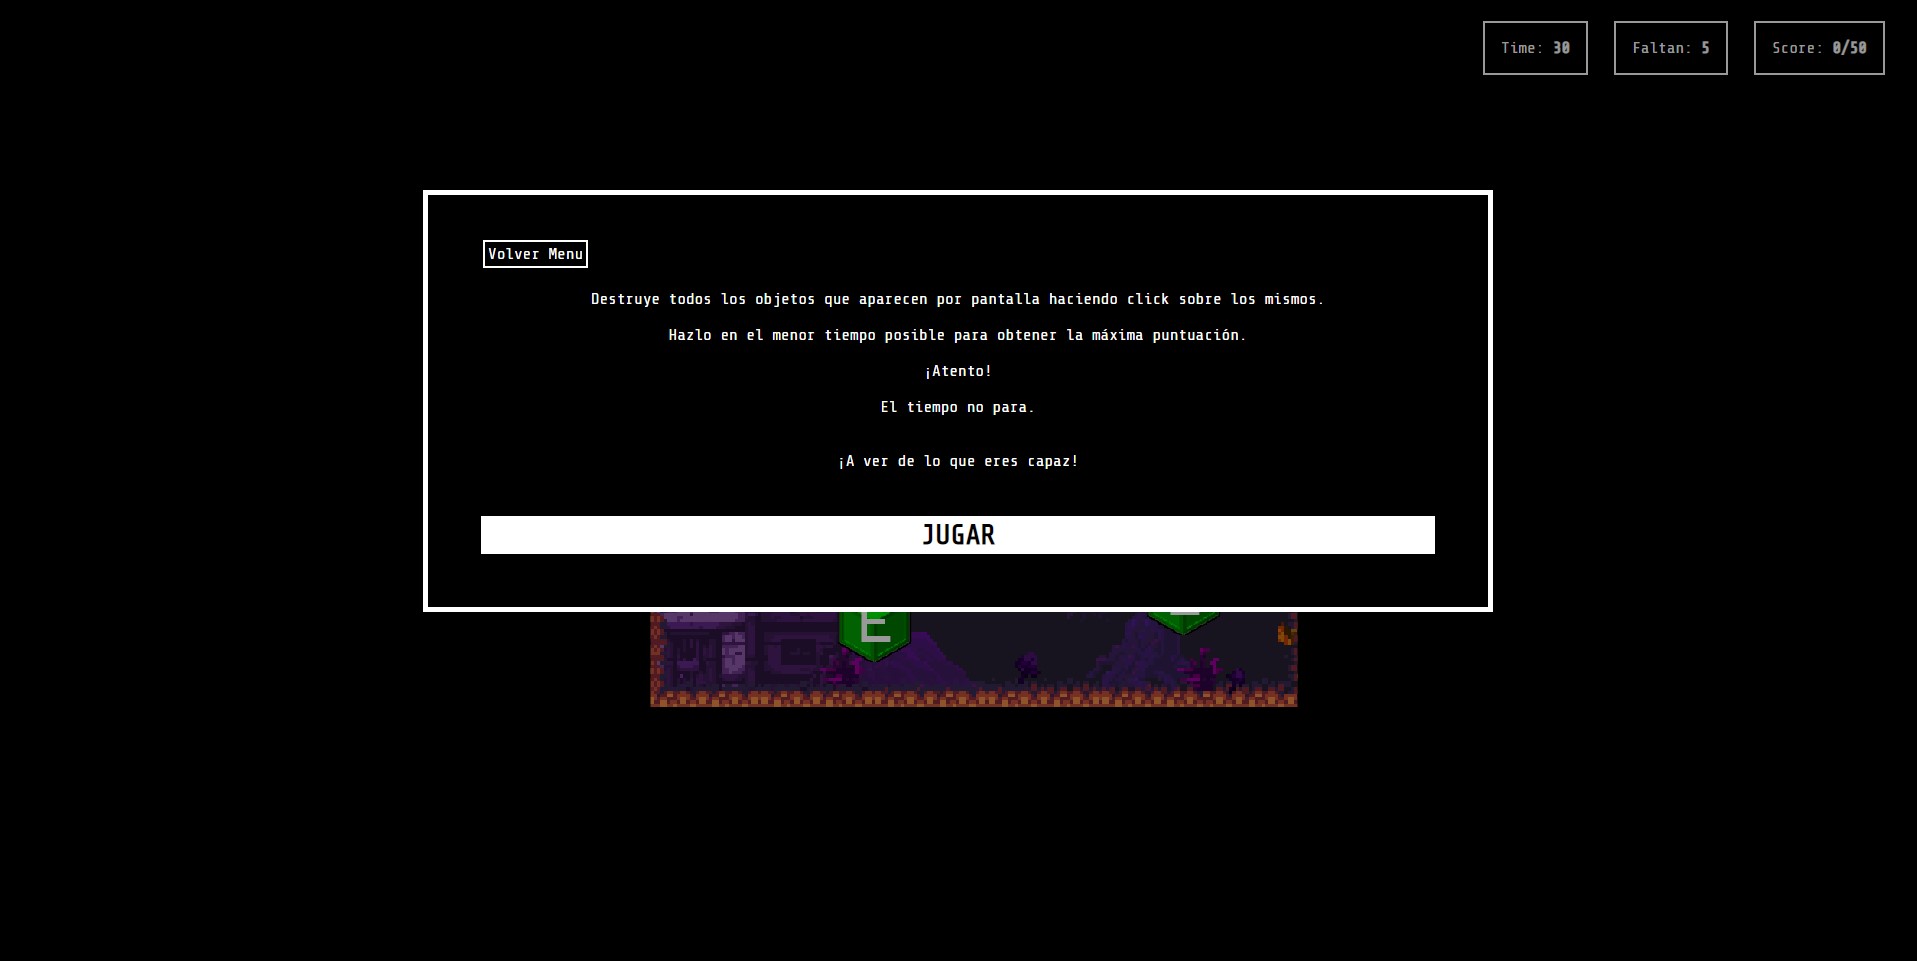 Time: 30
Faltan: 5
Score: 0/50
Volver Menu
Destruye todos los objetos que aparecen por pantalla haciendo click sobre los mismos.
Hazlo en el menor tiempo posible para obtener la máxima puntuación.
¡Atento!
El tiempo no para.
¡A ver de lo que eres capaz!
JUGAR
E